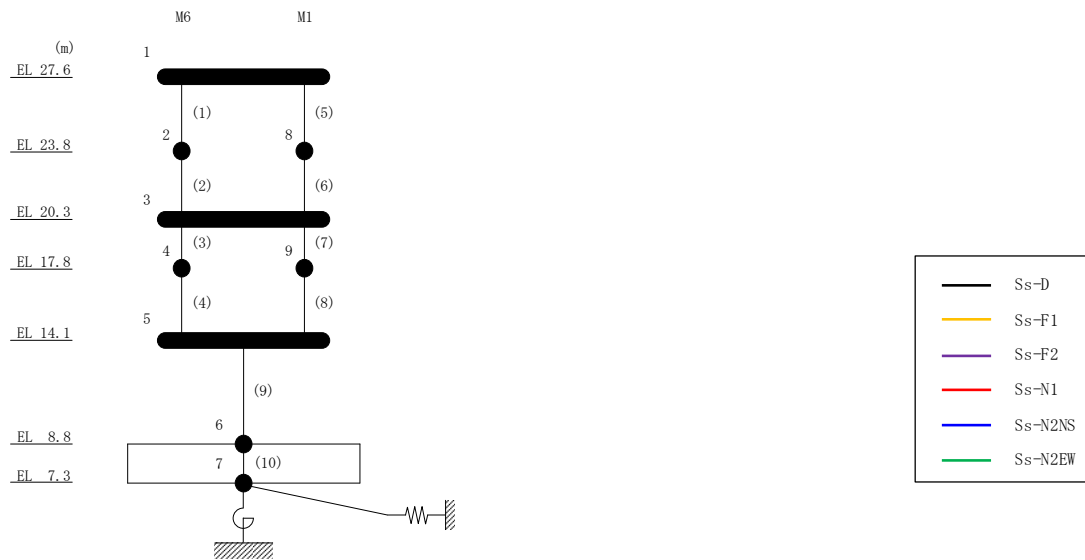 M6 M1
(m)
1
EL 27.6
(1) (5)
2 8
EL 23.8
(2) (6)
3
EL 20.3
(3) (7)
4 9
EL 17.8
(4) (8)
5
EL 14.1
(9)
6
EL 8.8
7 (10)
EL 7.3
Ss-D
Ss-F1
Ss-F2
Ss-N1
Ss-N2NS
Ss-N2EW